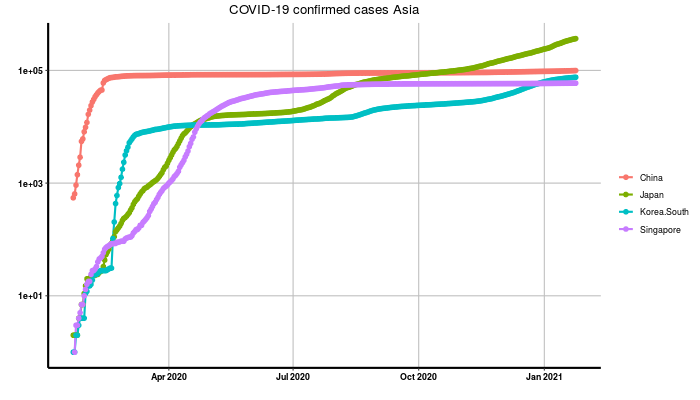 COVID-19 confirmed cases Asia
1e+05
1e+03
1e+01
Apr 2020 Jul 2020 Oct 2020 Jan 2021
China
Japan
Korea.South
Singapore